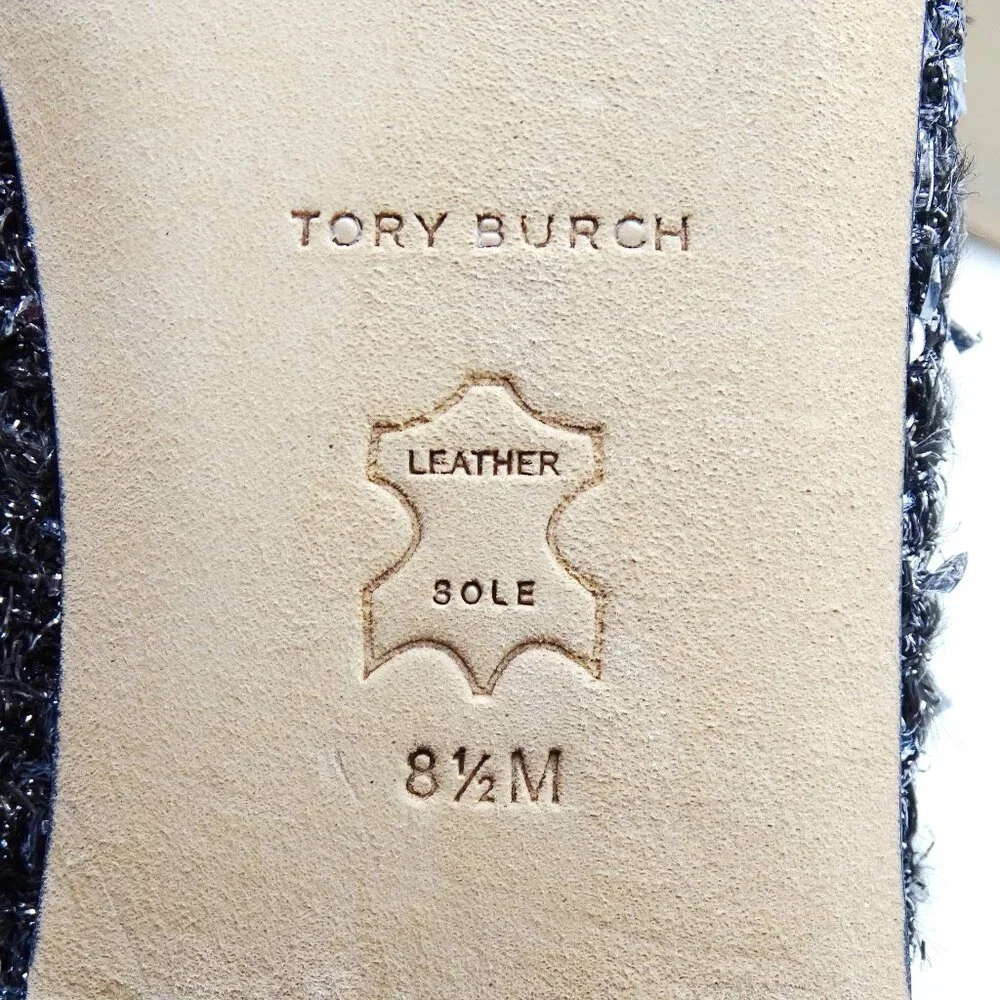 TORY BURCH
LEATHER
SOLE
8½M